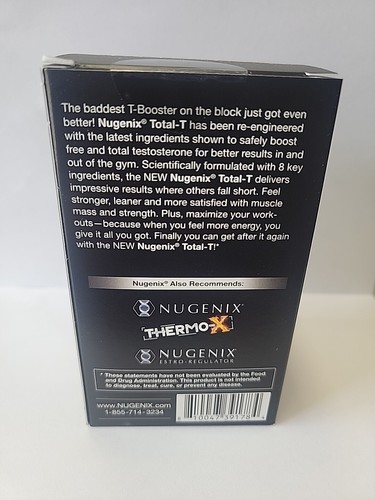 The baddest T-Booster on the block just got even
better! Nugenix® Total-T has been re-engineered
with the latest ingredients shown to safely boost
free and total testosterone for better results in and
out of the gym. Scientifically formulated with 8 key
ingredients, the NEW Nugenix® Total-T delivers
impressive results where others fall short. Feel
stronger, leaner and more satisfied with muscle
mass and strength. Plus, maximize your work-
outs—because when you feel more energy, you
give it all you got. Finally you can get after it again
with the NEW Nugenix® Total-T!*
Nugenix® Also Recommends:
NUGENIX®
THERMO-X
NUGENIX®
ESTRO-REGULATOR
* These statements have not been evaluated by the Food
and Drug Administration. This product is not intended
to diagnose, treat, cure, or prevent any disease.
www.NUGENIX.com
1-855-714-3234
8 10047 39178 4